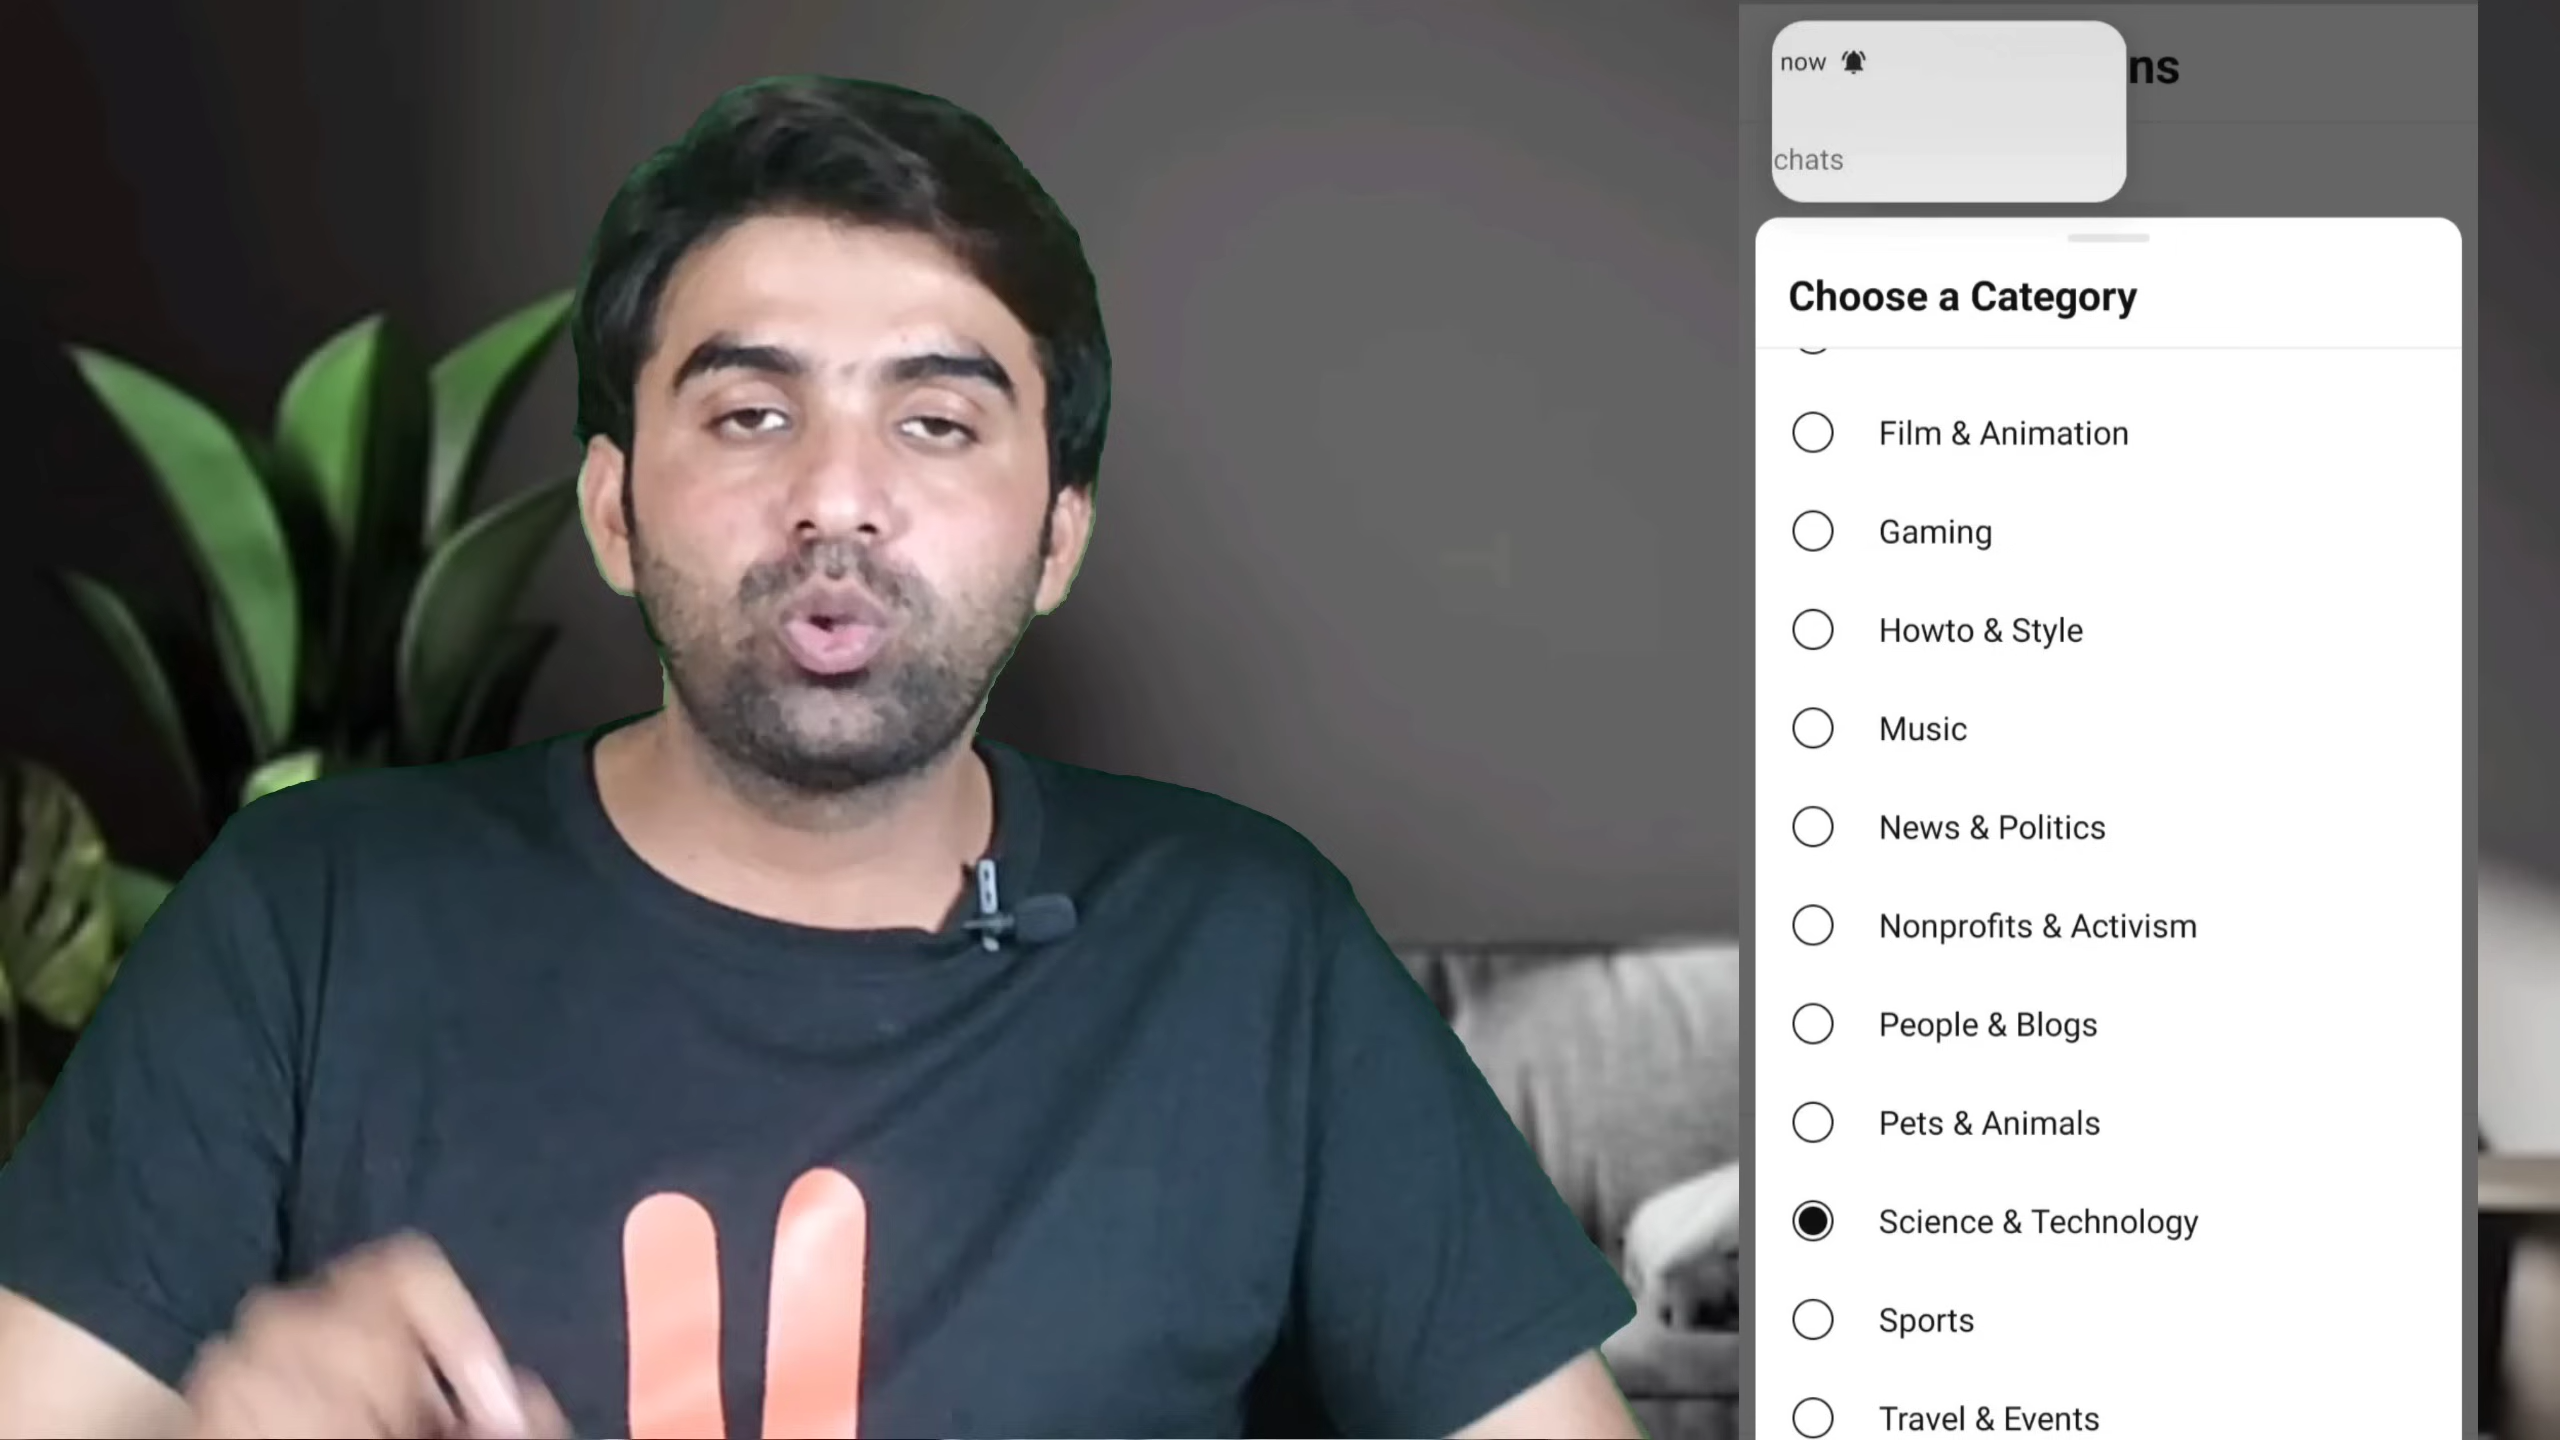 now
ns
chats
Choose a Category
Film & Animation
Gaming
Howto & Style
Music
News & Politics
Nonprofits & Activism
People & Blogs
Pets & Animals
Science & Technology
Sports
Travel & Events